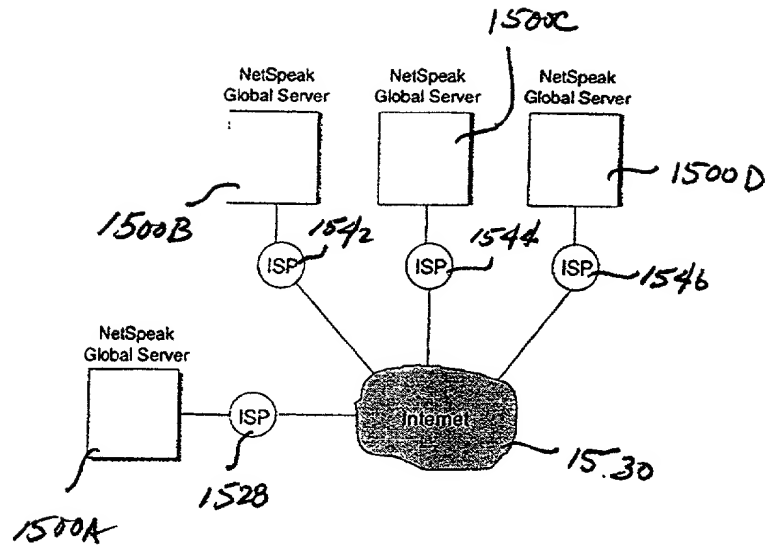 1500C
NetSpeak
Global Server
NetSpeak
Global Server
NetSpeak
Global Server
1500D
1500B
1542
ISP
1544
ISP
ISP
1546
NetSpeak
Global Server
ISP
Internet
15.30
1528
1500A